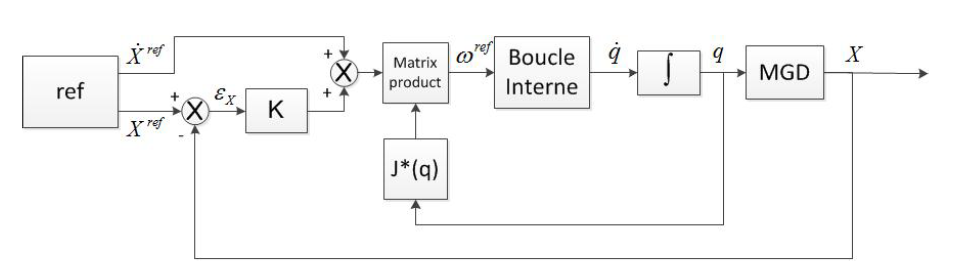 ref
Ẋ ref
X ref
+
-
ε_X
K
+
+
Matrix
product
ω ref
Boucle
Interne
q̇
∫
q
MGD
X
J*(q)